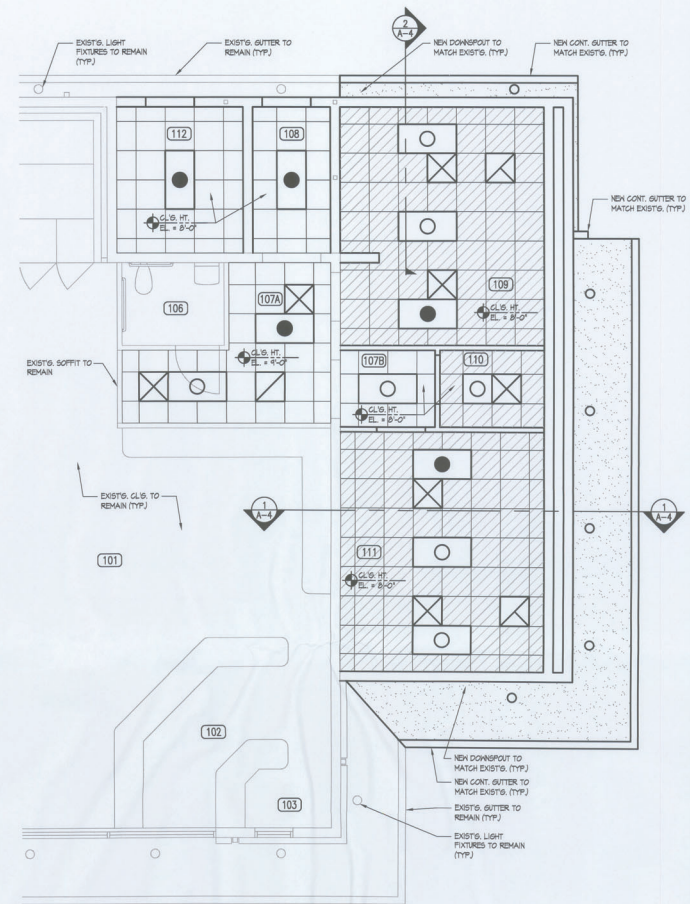 2
A-4
EXIST'G. LIGHT
FIXTURES TO REMAIN
(TYP.)
EXIST'G. GUTTER TO
REMAIN (TYP.)
NEW DOWNSPOUT TO
MATCH EXIST'G. (TYP.)
NEW CONT. GUTTER TO
MATCH EXIST'G. (TYP.)
112
108
NEW CONT. GUTTER TO
MATCH EXIST'G. (TYP.)
CL'G. HT.
EL. = 8'-0"
109
107A
106
CL'G. HT.
EL. = 8'-0"
CL'G. HT.
EL. = 9'-0"
107B
110
EXIST'G. SOFFIT TO
REMAIN
CL'G. HT.
EL. = 8'-0"
EXIST'G. CL'G. TO
REMAIN (TYP.)
1
A-4
1
A-4
101
111
CL'G. HT.
EL. = 8'-0"
102
103
NEW DOWNSPOUT TO
MATCH EXIST'G. (TYP.)
NEW CONT. GUTTER TO
MATCH EXIST'G. (TYP.)
EXIST'G. GUTTER TO
REMAIN (TYP.)
EXIST'G. LIGHT
FIXTURES TO REMAIN
(TYP.)